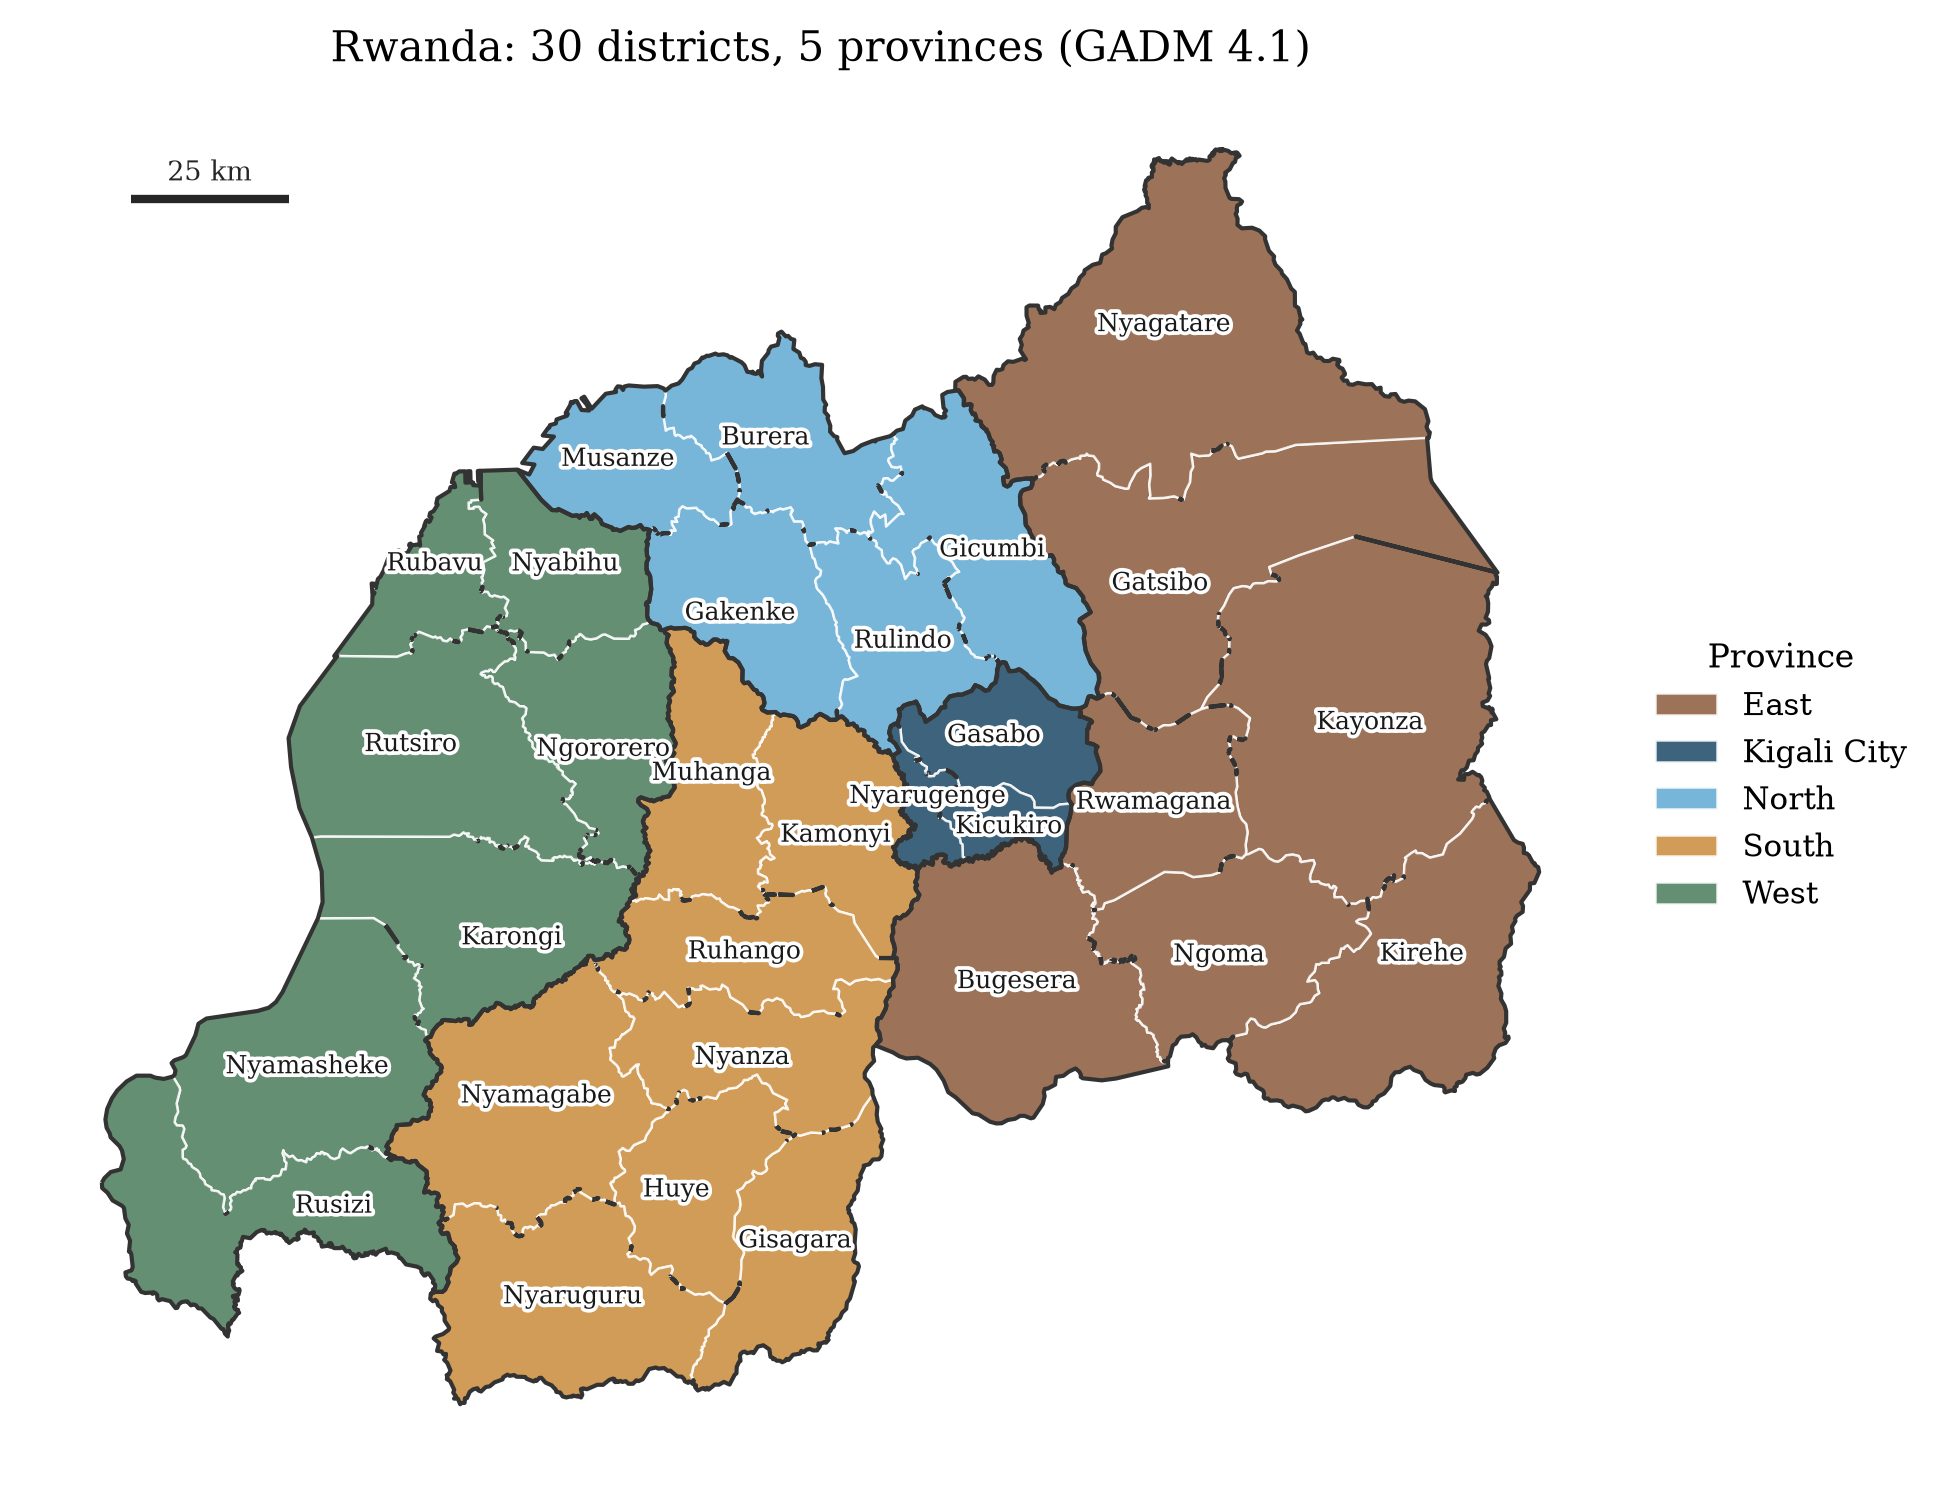 Rwanda: 30 districts, 5 provinces (GADM 4.1)
25 km
Nyagatare
Burera
Musanze
Gicumbi
Rubavu
Nyabihu
Gatsibo
Gakenke
Rulindo
Kayonza
Gasabo
Rutsiro
Ngororero
Muhanga
Nyarugenge
Rwamagana
Kicukiro
Kamonyi
Karongi
Ruhango
Ngoma
Kirehe
Bugesera
Nyanza
Nyamasheke
Nyamagabe
Huye
Rusizi
Gisagara
Nyaruguru
Province
East
Kigali City
North
South
West